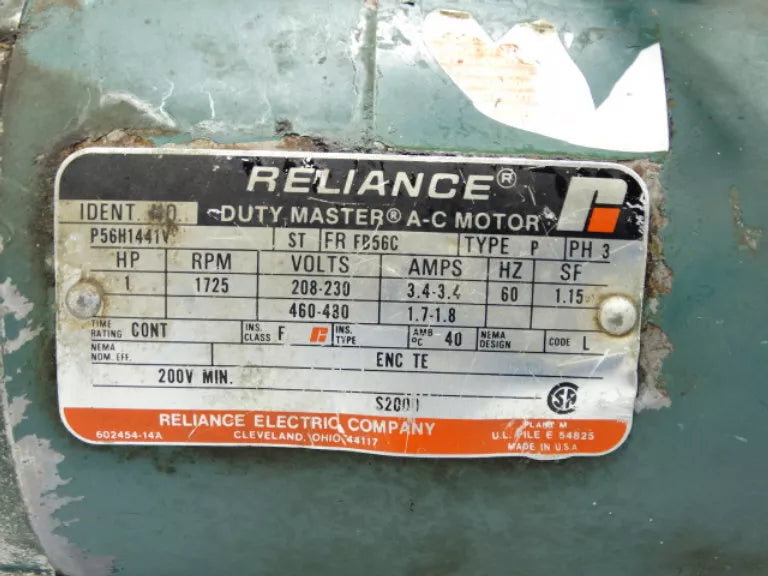 RELIANCE®
IDENT. NO. DUTY MASTER® A-C MOTOR
P56H1441V ST FR FB56C TYPE P PH 3
HP RPM VOLTS AMPS HZ SF
1 1725 208-230 3.4-3.4 60 1.15
460-480 1.7-1.8
TIME RATING CONT INS. CLASS F INS. TYPE AMB °C 40 NEMA DESIGN CODE L
NEMA NOM. EFF. ENC TE
200V MIN.
S2000
SA
RELIANCE ELECTRIC COMPANY PLANT M
602454-14A CLEVELAND, OHIO 44117 U.L. FILE E 54825
MADE IN U.S.A